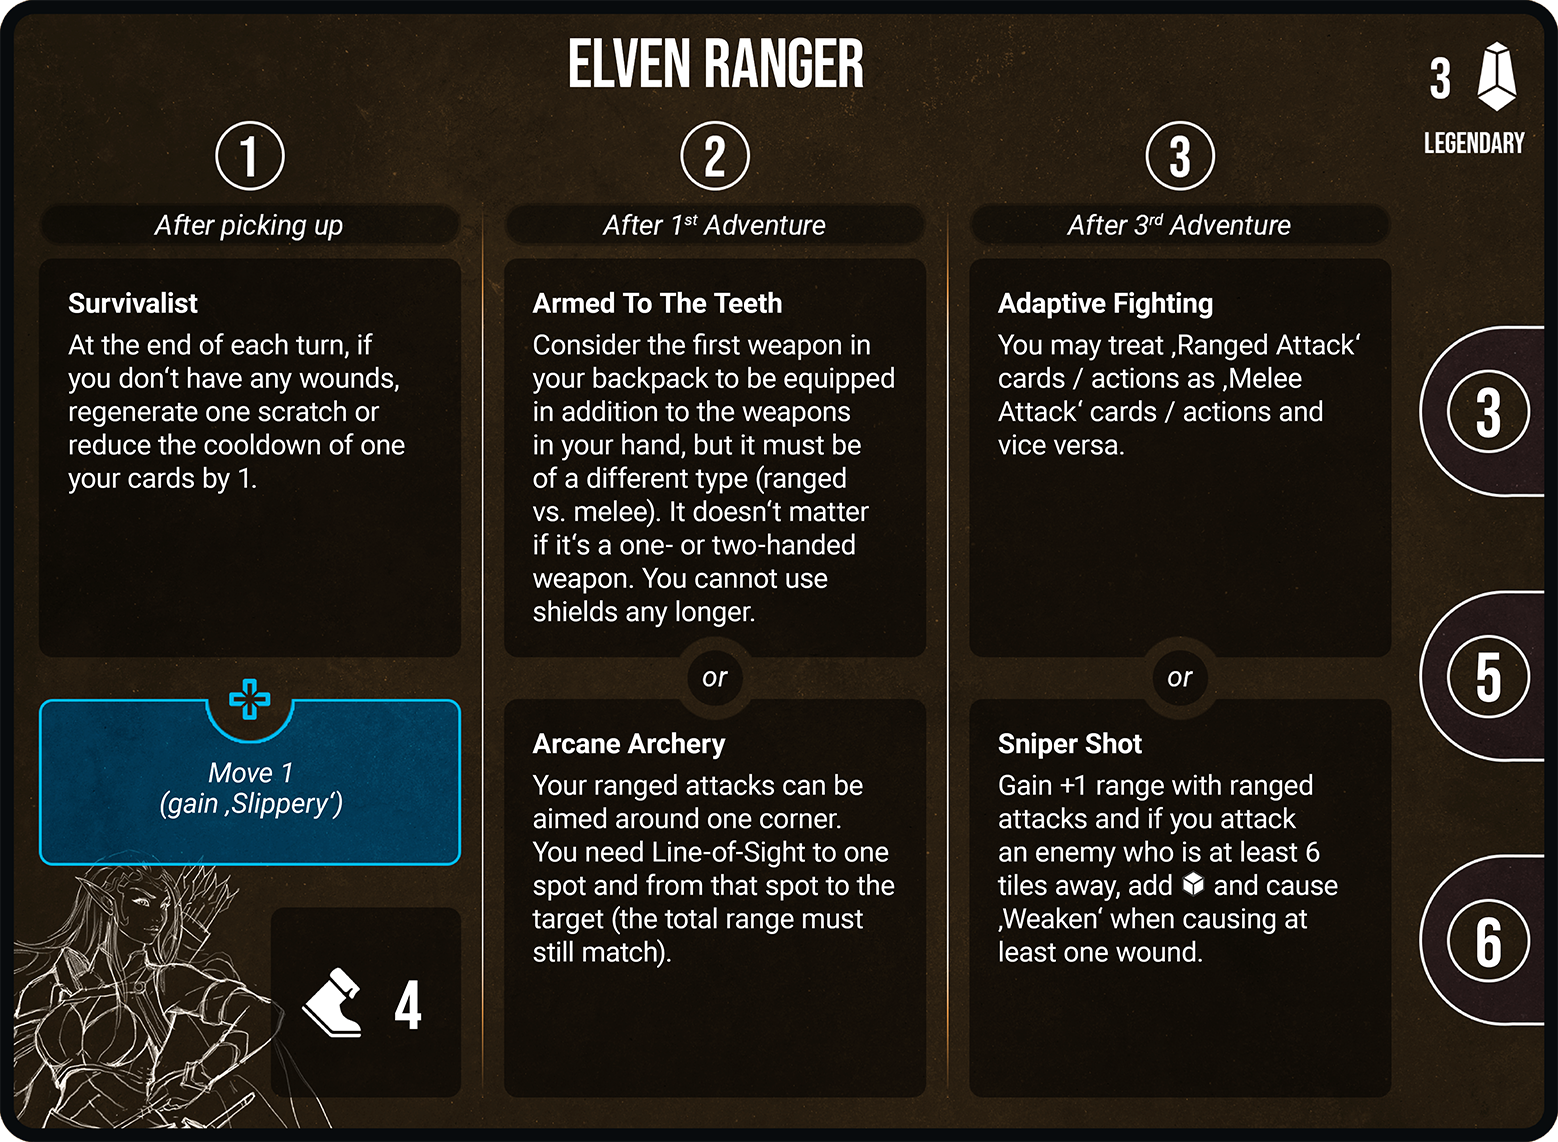 ELVEN RANGER
3
LEGENDARY
1
After picking up
Survivalist
At the end of each turn, if
you don‘t have any wounds,
regenerate one scratch or
reduce the cooldown of one
your cards by 1.
Move 1
(gain ‚Slippery‘)
4
2
After 1st Adventure
Armed To The Teeth
Consider the first weapon in
your backpack to be equipped
in addition to the weapons
in your hand, but it must be
of a different type (ranged
vs. melee). It doesn‘t matter
if it‘s a one- or two-handed
weapon. You cannot use
shields any longer.
or
Arcane Archery
Your ranged attacks can be
aimed around one corner.
You need Line-of-Sight to one
spot and from that spot to the
target (the total range must
still match).
3
After 3rd Adventure
Adaptive Fighting
You may treat ‚Ranged Attack‘
cards / actions as ‚Melee
Attack‘ cards / actions and
vice versa.
or
Sniper Shot
Gain +1 range with ranged
attacks and if you attack
an enemy who is at least 6
tiles away, add and cause
‚Weaken‘ when causing at
least one wound.
3
5
6